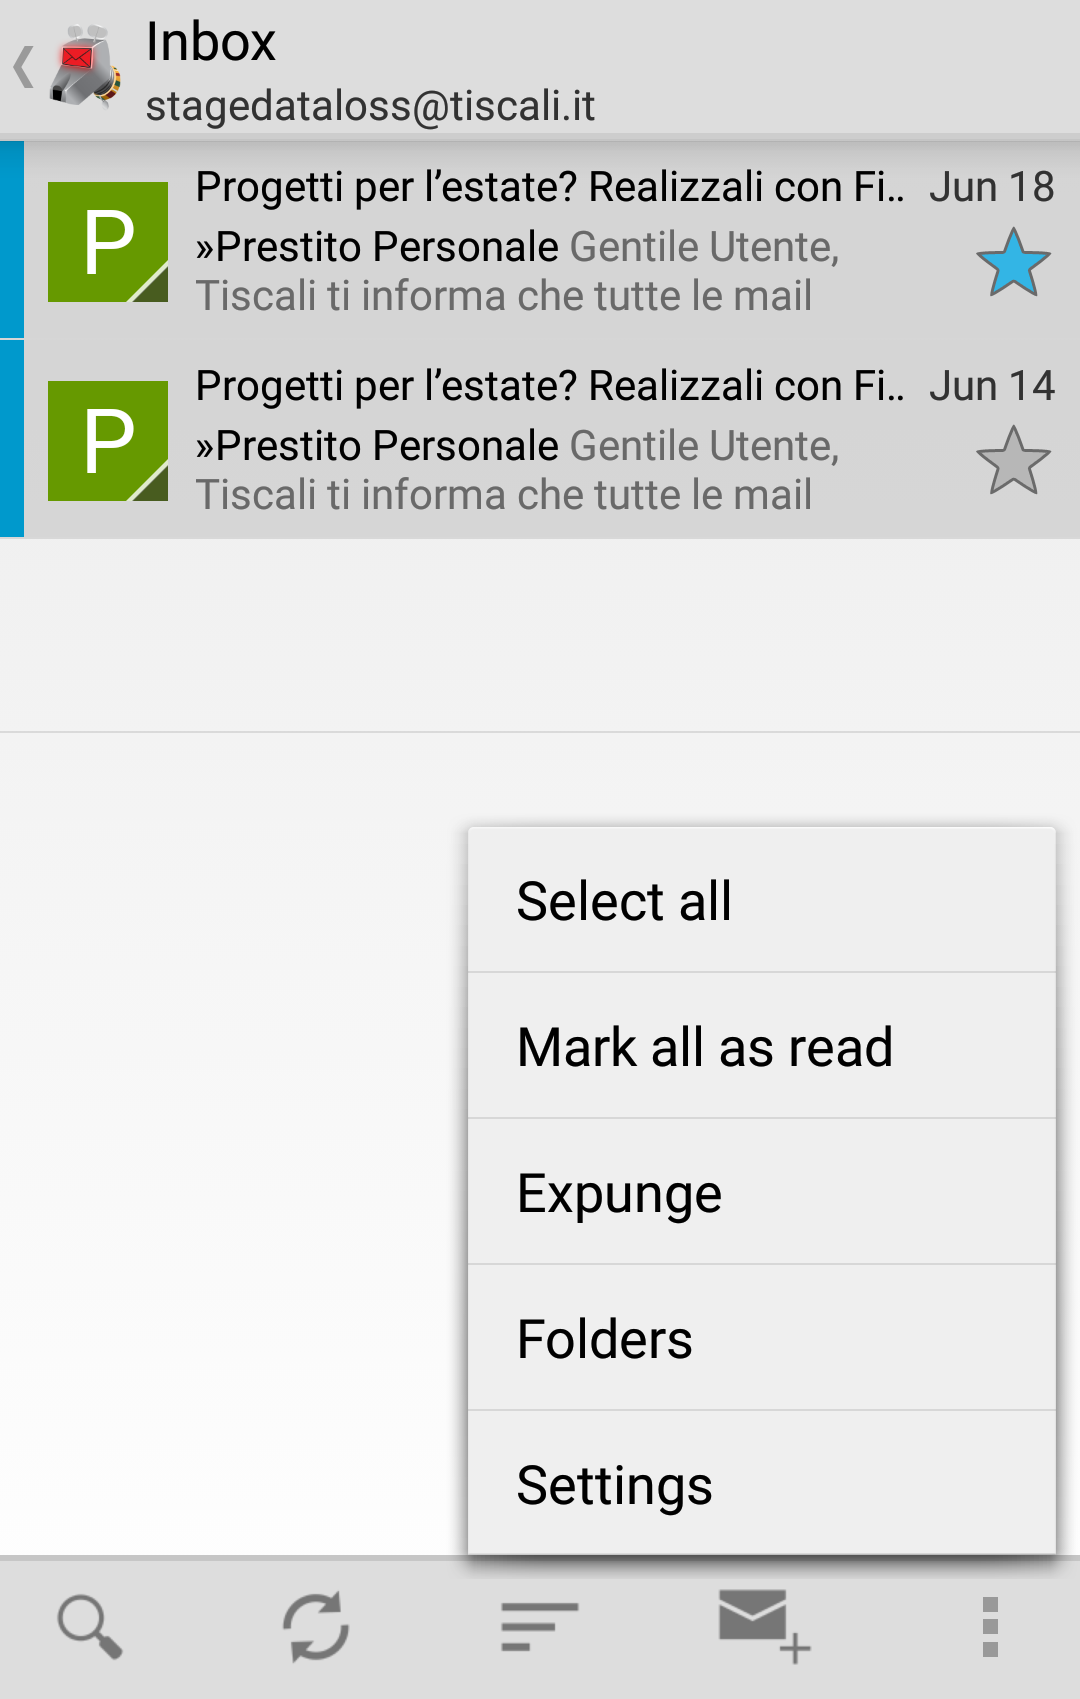 Inbox
stagedataloss@tiscali.it
Progetti per l’estate? Realizzali con Fi.. Jun 18
P
»Prestito Personale Gentile Utente,
Tiscali ti informa che tutte le mail
Progetti per l’estate? Realizzali con Fi.. Jun 14
P
»Prestito Personale Gentile Utente,
Tiscali ti informa che tutte le mail
Select all
Mark all as read
Expunge
Folders
Settings